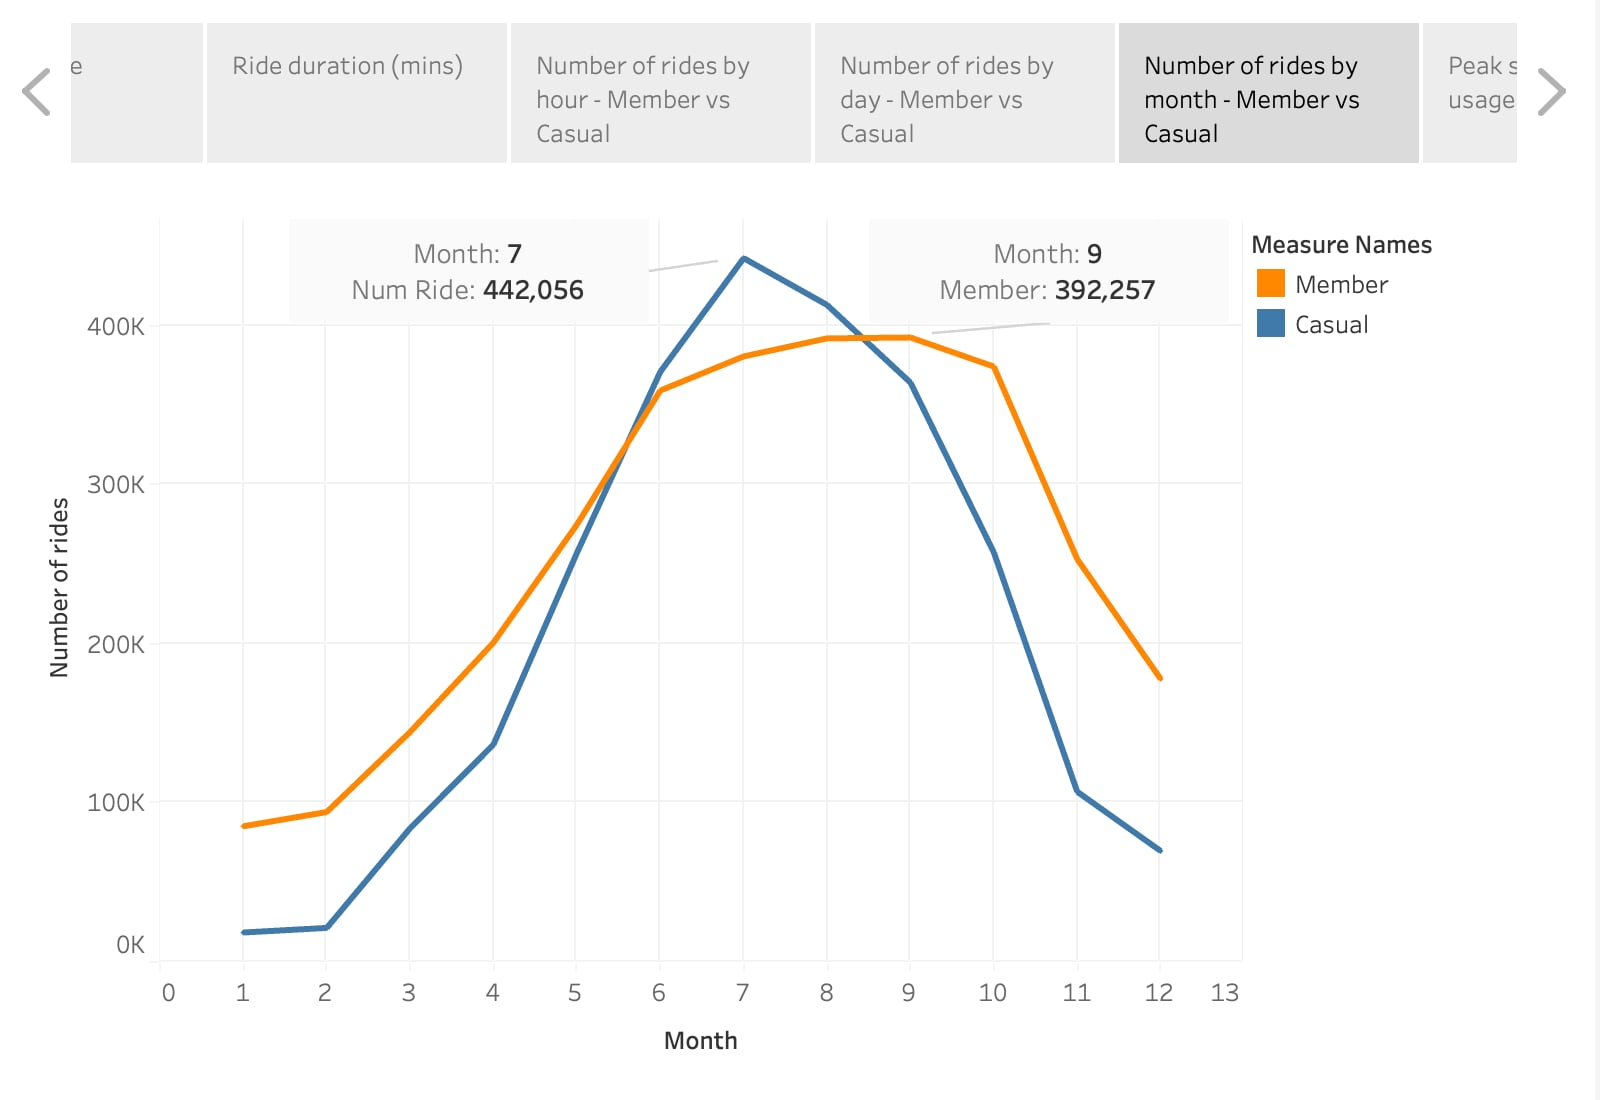 e
Ride duration (mins)
Number of rides by
hour - Member vs
Casual
Number of rides by
day - Member vs
Casual
Number of rides by
month - Member vs
Casual
Peak s
usage
Month: 7
Num Ride: 442,056
Month: 9
Member: 392,257
Measure Names
Member
Casual
Number of rides
400K
300K
200K
100K
0K
0 1 2 3 4 5 6 7 8 9 10 11 12 13
Month